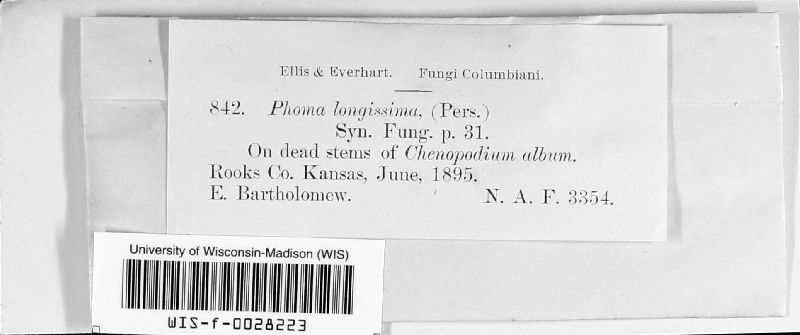 Ellis & Everhart. Fungi Columbiani.
842. Phoma longissima, (Pers.)
Syn. Fung. p. 31.
On dead stems of Chenopodium album.
Rooks Co. Kansas, June, 1895.
E. Bartholomew. N. A. F. 3354.
University of Wisconsin-Madison (WIS)
WIS-f-0028223